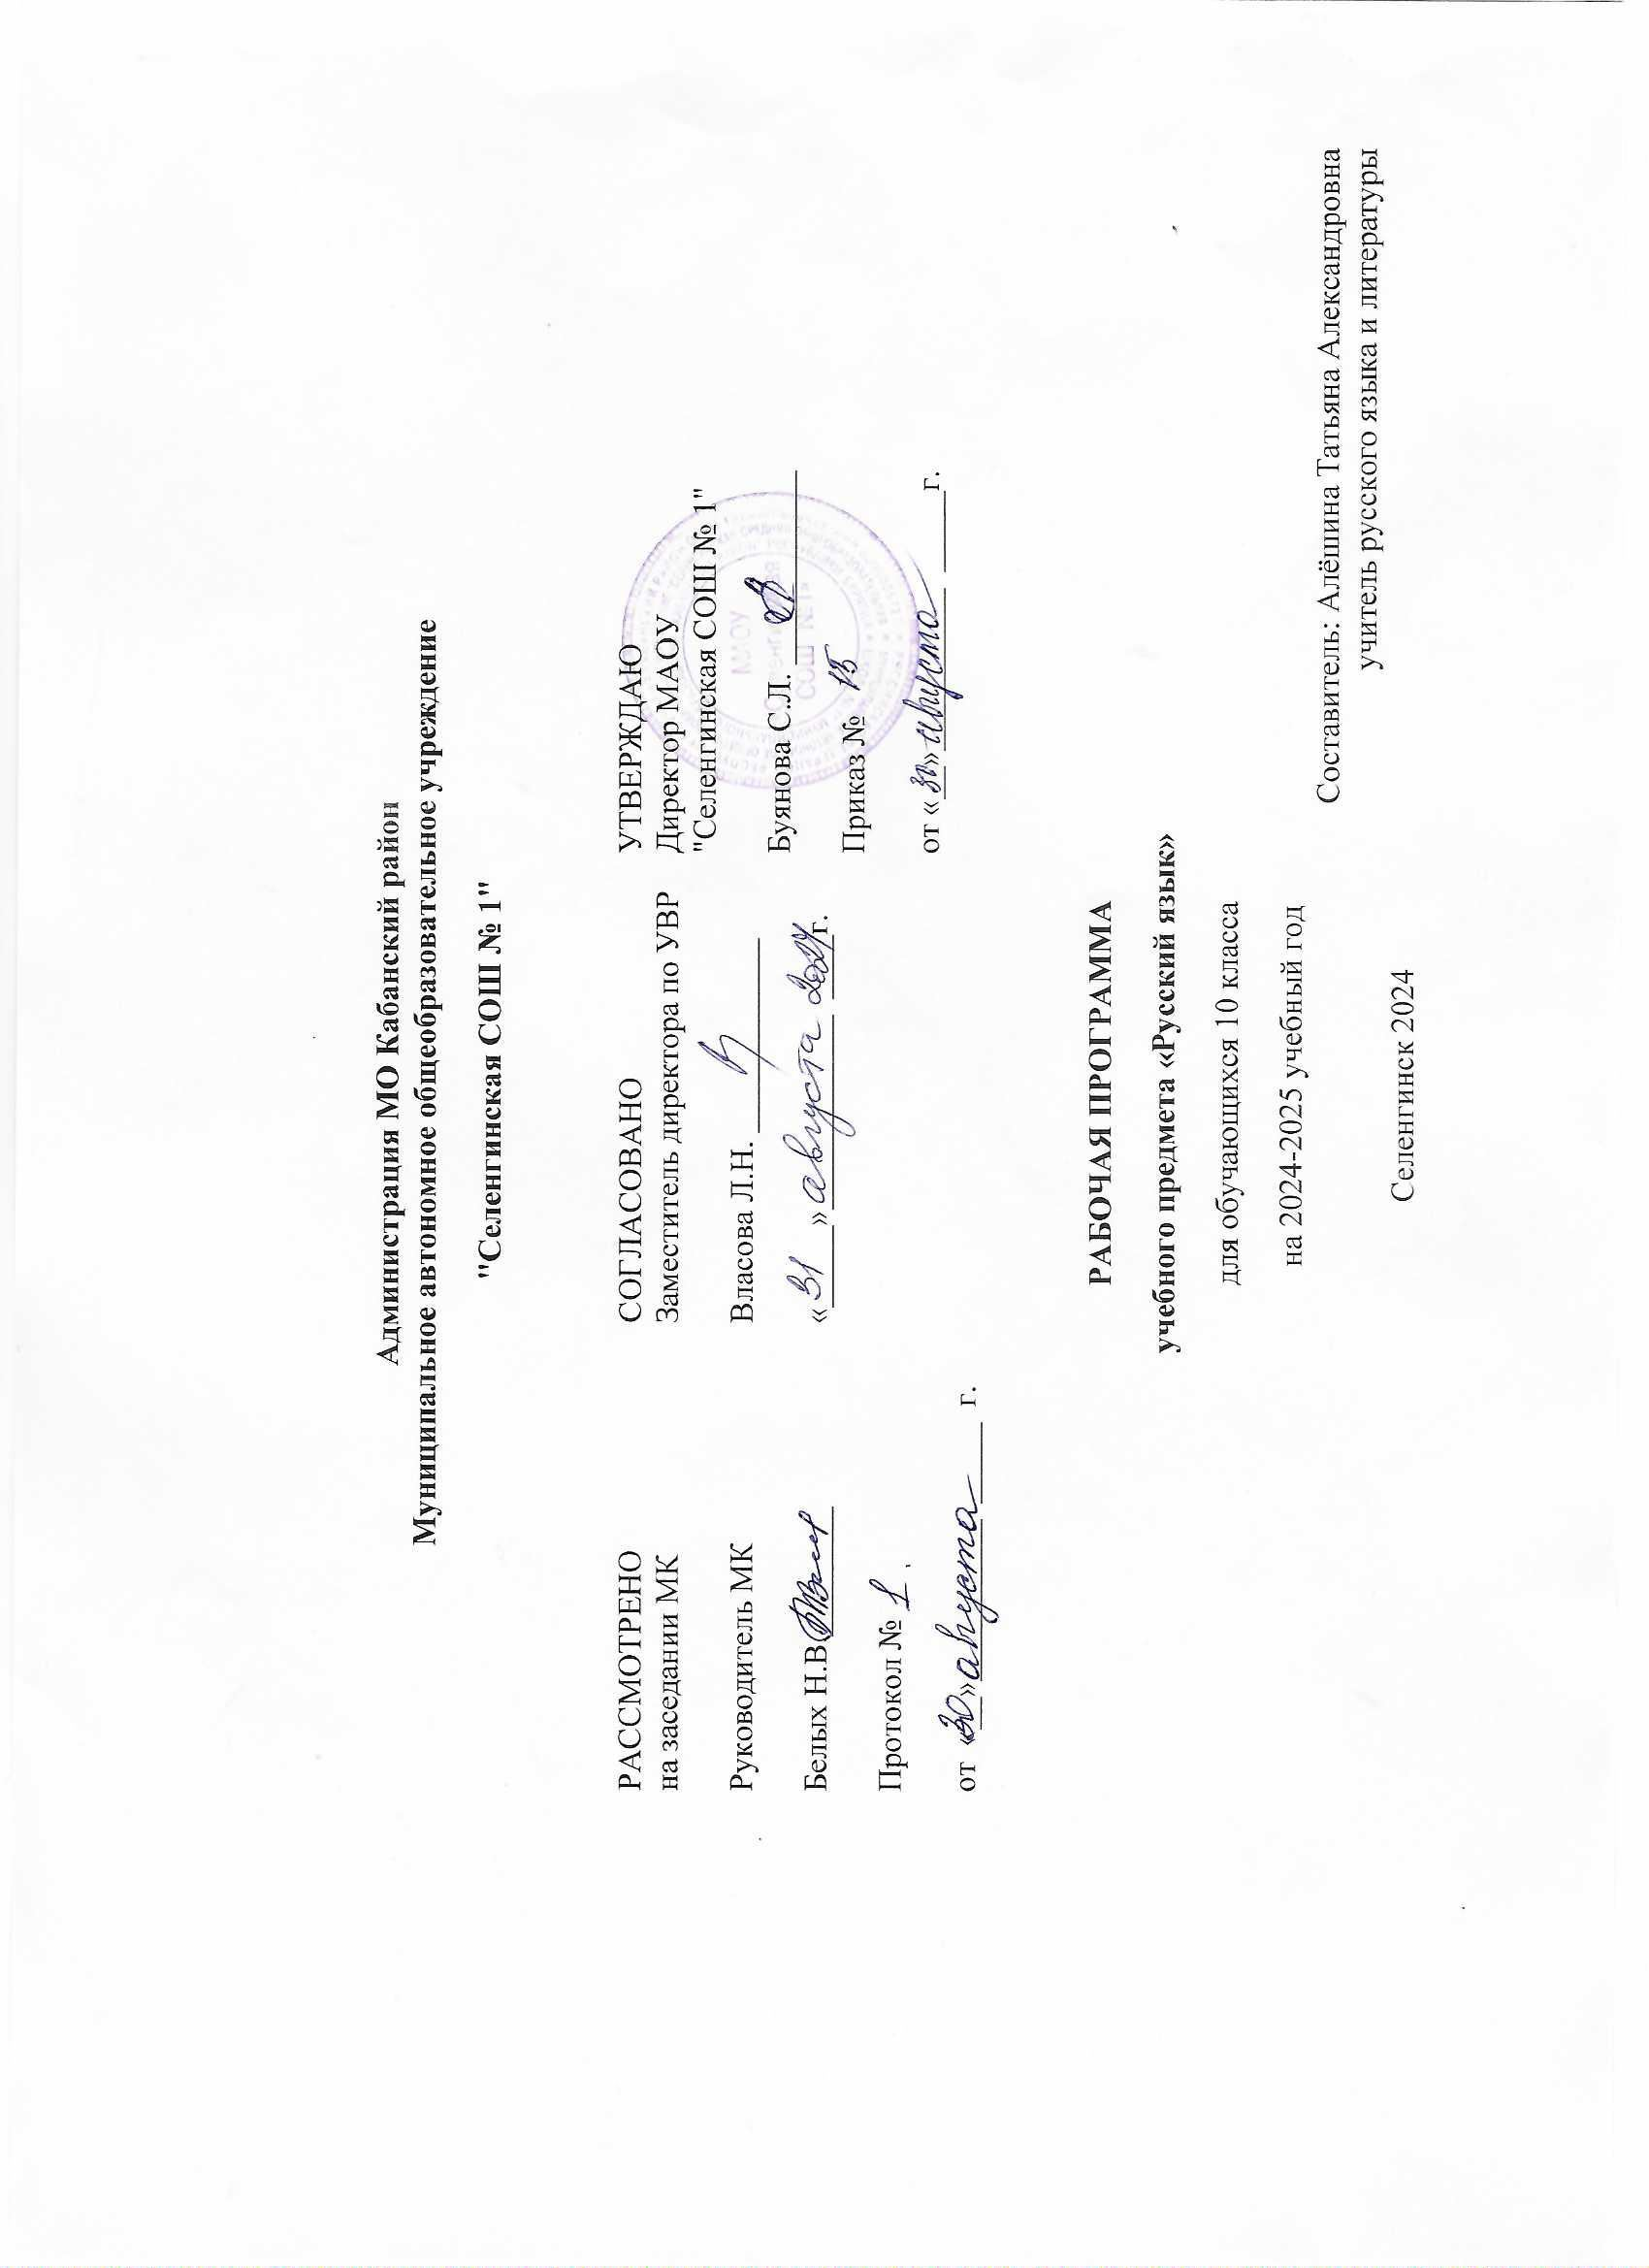 Администрация МО Кабанский район
Муниципальное автономное общеобразовательное учреждение
"Селенгинская СОШ № 1"
РАССМОТРЕНО
на заседании МК
Руководитель МК
Белых Н.В.
Протокол № 1.
от «30» августа г.
СОГЛАСОВАНО
Заместитель директора по УВР
Власова Л.Н.
«31» августа 2024 г.
УТВЕРЖДАЮ
Директор МАОУ
"Селенгинская СОШ № 1"
Буянова С.Л.
Приказ №
от «30» августа г.
МАОУ
СОШ №1»
РАБОЧАЯ ПРОГРАММА
учебного предмета «Русский язык»
для обучающихся 10 класса
на 2024-2025 учебный год
Составитель: Алёшина Татьяна Александровна
учитель русского языка и литературы
Селенгинск 2024